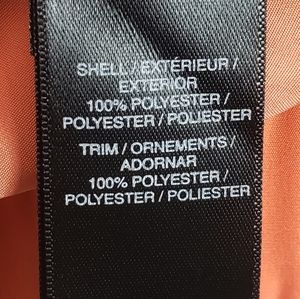 SHELL / EXTÉRIEUR /
EXTERIOR
100% POLYESTER /
POLYESTER / POLIESTER
TRIM / ORNEMENTS /
ADORNAR
100% POLYESTER /
POLYESTER / POLIESTER